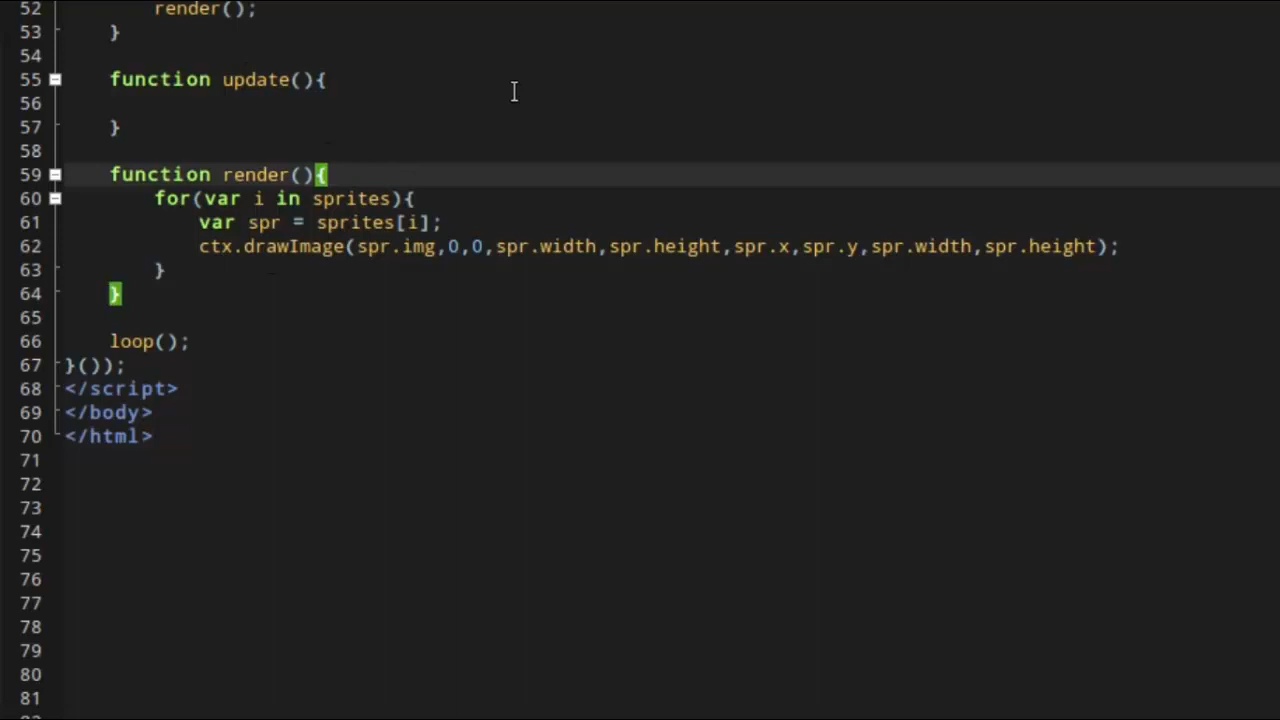 52 render();
53 }
54
55 function update(){
56
57 }
58
59 function render(){
60 for(var i in sprites){
61 var spr = sprites[i];
62 ctx.drawImage(spr.img,0,0,spr.width,spr.height,spr.x,spr.y,spr.width,spr.height);
63 }
64 }
65
66 loop();
67 }());
68 </script>
69 </body>
70 </html>
71
72
73
74
75
76
77
78
79
80
81